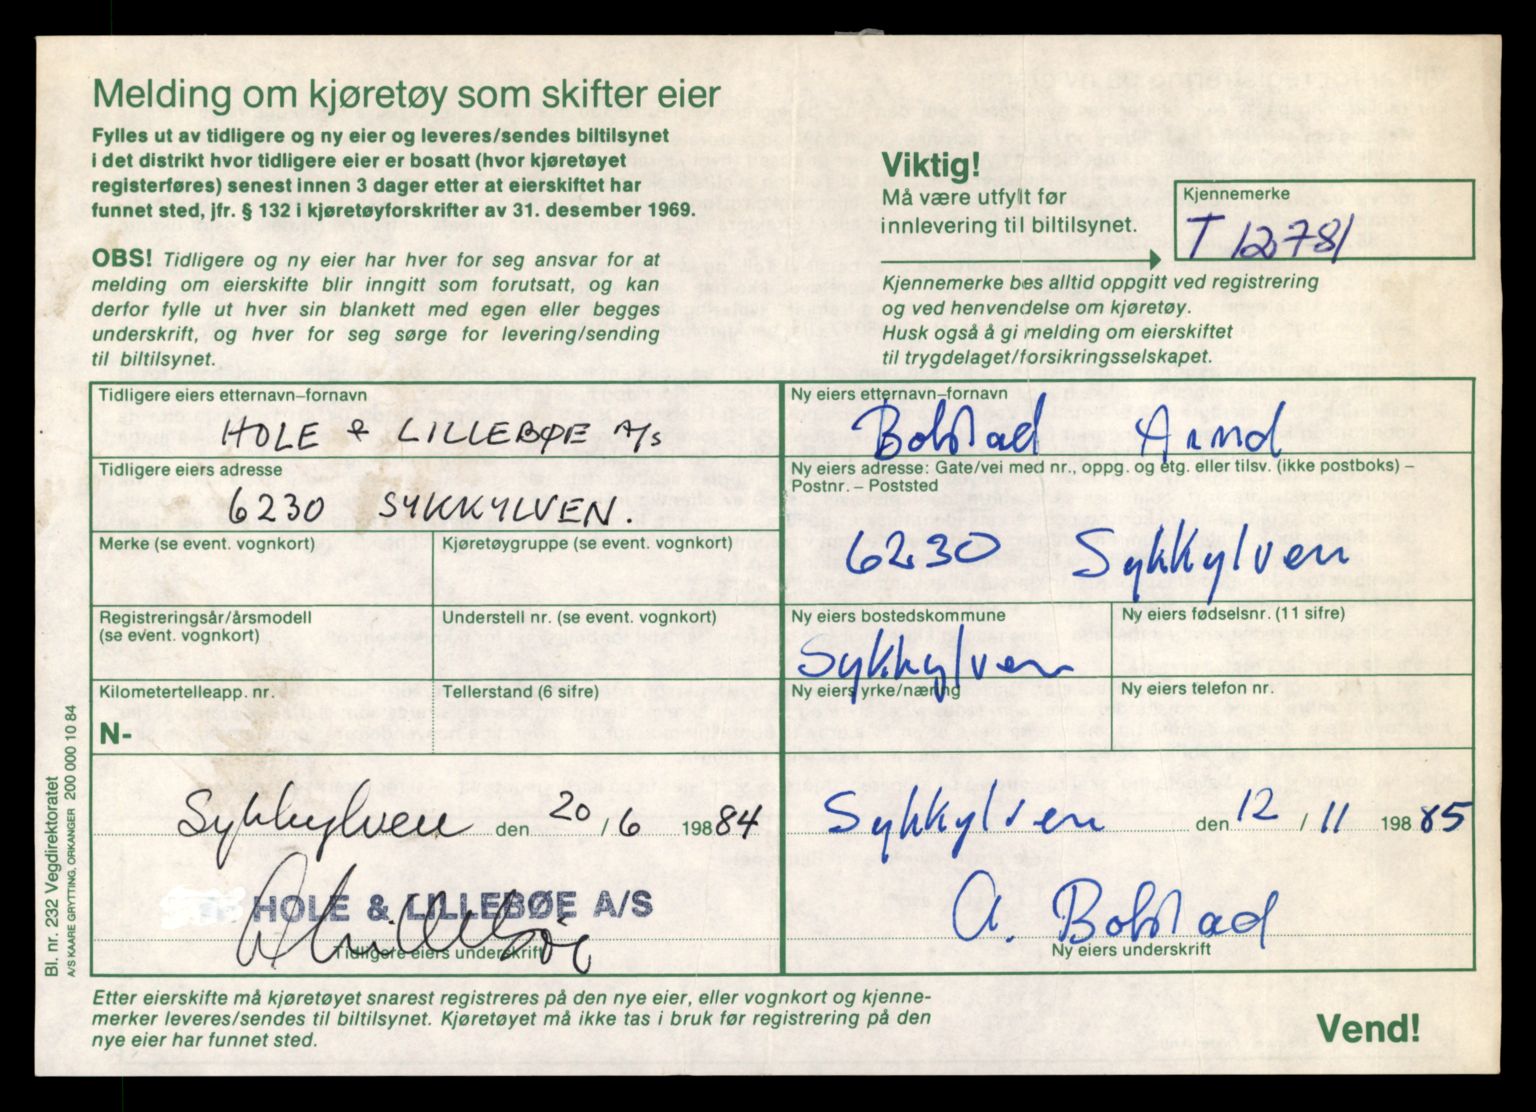 Melding om kjøretøy som skifter eier
Fylles ut av tidligere og ny eier og leveres/sendes biltilsynet
i det distrikt hvor tidligere eier er bosatt (hvor kjøretøyet
registerføres) senest innen 3 dager etter at eierskiftet har
funnet sted, jfr. § 132 i kjøretøyforskrifter av 31. desember 1969.
OBS! Tidligere og ny eier har hver for seg ansvar for at
melding om eierskifte blir inngitt som forutsatt, og kan
derfor fylle ut hver sin blankett med egen eller begges
underskrift, og hver for seg sørge for levering/sending
til biltilsynet.
Viktig!
Må være utfylt før
innlevering til biltilsynet.
Kjennemerke
T 12781
Kjennemerke bes alltid oppgitt ved registrering
og ved henvendelse om kjøretøy.
Husk også å gi melding om eierskiftet
til trygdelaget/forsikringsselskapet.
Tidligere eiers etternavn–fornavn
HOLE & LILLEBØE A/S
Tidligere eiers adresse
6230 SYKKYLVEN.
Merke (se event. vognkort)
Kjøretøygruppe (se event. vognkort)
Registreringsår/årsmodell
(se event. vognkort)
Understell nr. (se event. vognkort)
Kilometertelleapp. nr.
Tellerstand (6 sifre)
N-
Sykkylven den 20 / 6 198 84
HOLE & LILLEBØE A/S
Tidligere eiers underskrift
Ny eiers etternavn–fornavn
Bolstad Arnd
Ny eiers adresse: Gate/vei med nr., oppg. og etg. eller tilsv. (ikke postboks) –
Postnr. – Poststed
6230 Sykkylven
Ny eiers bostedskommune
Sykkylven
Ny eiers fødselsnr. (11 sifre)
Ny eiers yrke/næring
Ny eiers telefon nr.
Sykkylven den 12 / 11 198 85
A. Bolstad
Ny eiers underskrift
Etter eierskifte må kjøretøyet snarest registreres på den nye eier, eller vognkort og kjenne-
merker leveres/sendes til biltilsynet. Kjøretøyet må ikke tas i bruk før registrering på den
nye eier har funnet sted.
Vend!
Bl. nr. 232 Vegdirektoratet
A/S KAARE GRYTTING, ORKANGER 200 000 10 84